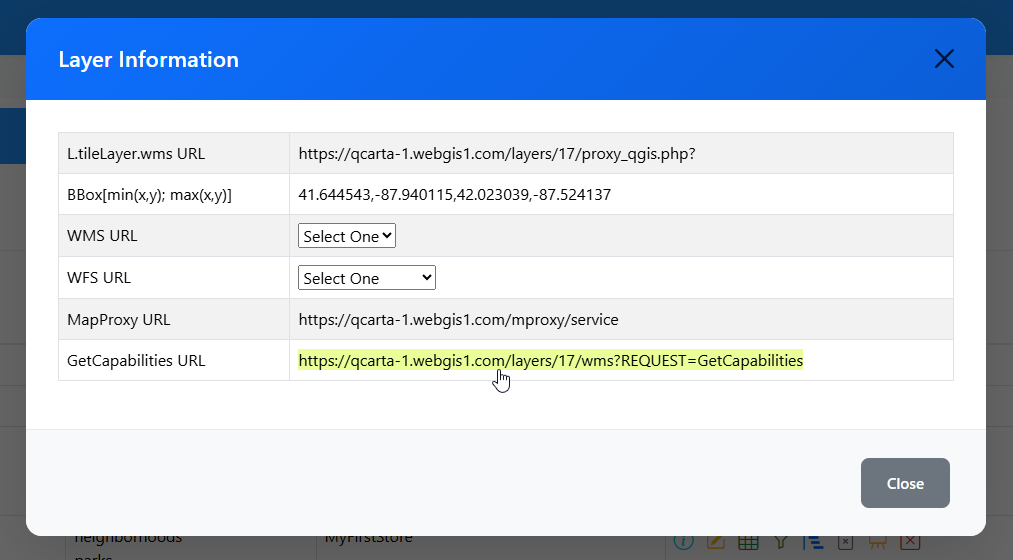 Layer Information
L.tileLayer.wms URL https://qcarta-1.webgis1.com/layers/17/proxy_qgis.php?
BBox[min(x,y); max(x,y)] 41.644543,-87.940115,42.023039,-87.524137
WMS URL Select One
WFS URL Select One
MapProxy URL https://qcarta-1.webgis1.com/mproxy/service
GetCapabilities URL https://qcarta-1.webgis1.com/layers/17/wms?REQUEST=GetCapabilities
Close
neighborhoods MyFirstStore
parks